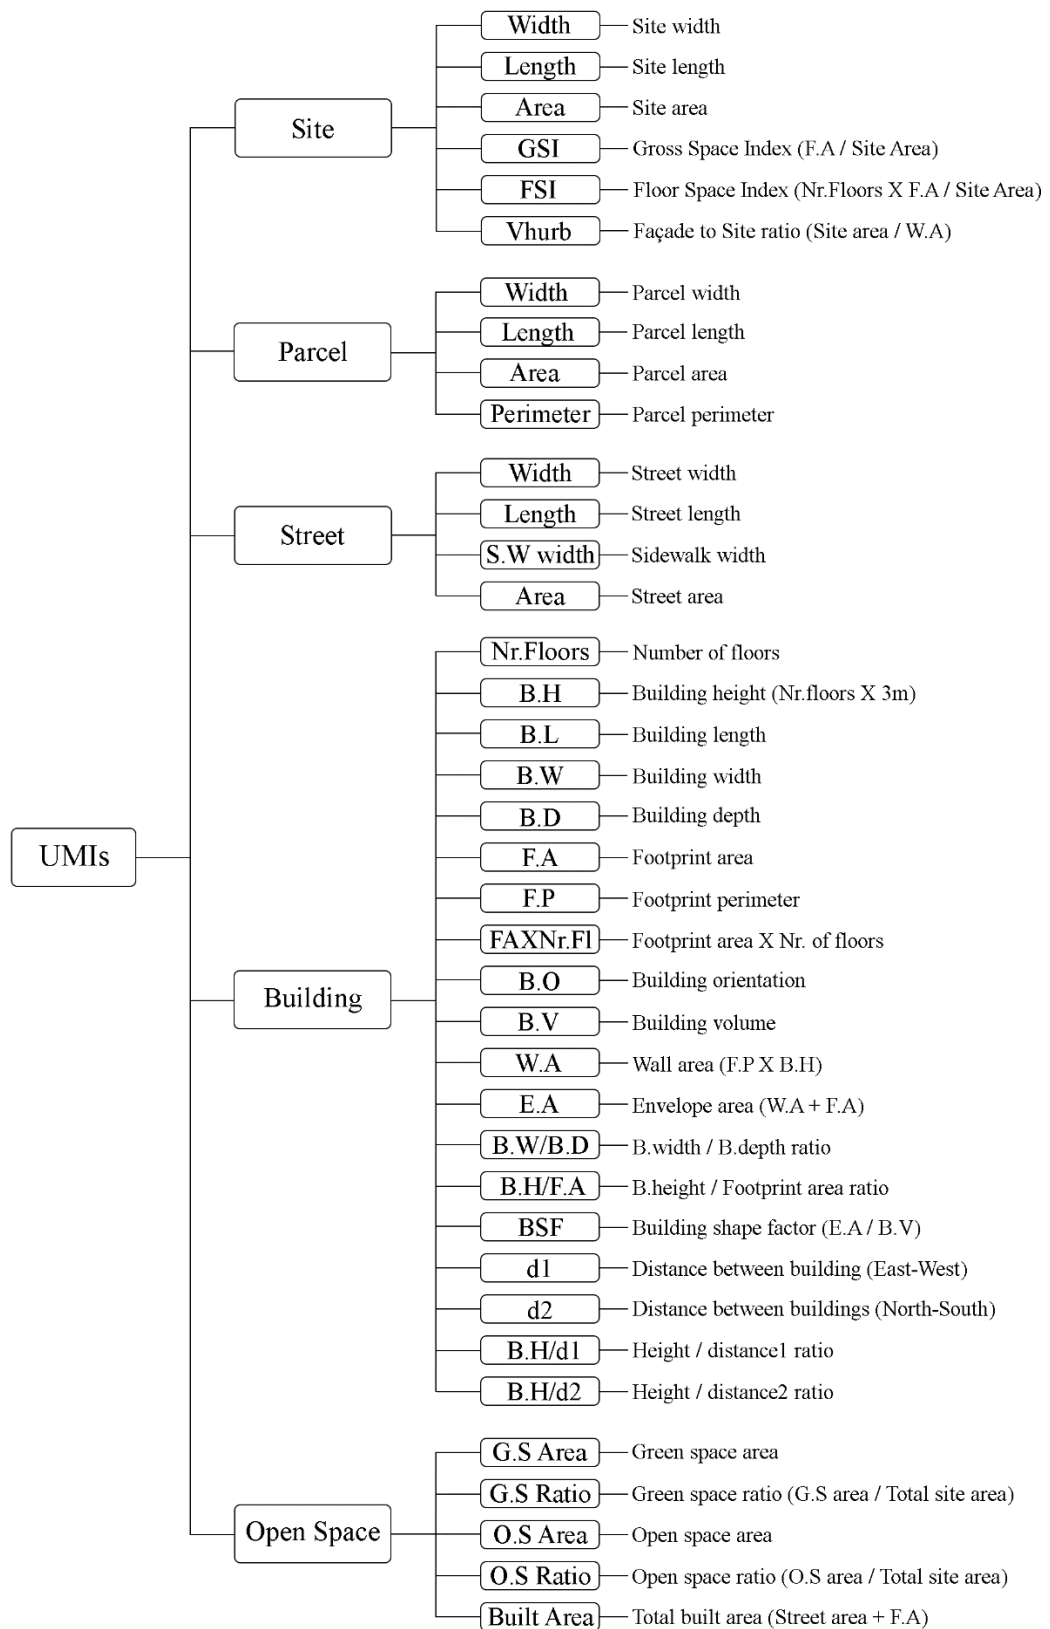 UMIs
Site
Width Site width
Length Site length
Area Site area
GSI Gross Space Index (F.A / Site Area)
FSI Floor Space Index (Nr.Floors X F.A / Site Area)
Vhurb Façade to Site ratio (Site area / W.A)
Parcel
Width Parcel width
Length Parcel length
Area Parcel area
Perimeter Parcel perimeter
Street
Width Street width
Length Street length
S.W width Sidewalk width
Area Street area
Building
Nr.Floors Number of floors
B.H Building height (Nr.floors X 3m)
B.L Building length
B.W Building width
B.D Building depth
F.A Footprint area
F.P Footprint perimeter
FAXNr.Fl Footprint area X Nr. of floors
B.O Building orientation
B.V Building volume
W.A Wall area (F.P X B.H)
E.A Envelope area (W.A + F.A)
B.W/B.D B.width / B.depth ratio
B.H/F.A B.height / Footprint area ratio
BSF Building shape factor (E.A / B.V)
d1 Distance between building (East-West)
d2 Distance between buildings (North-South)
B.H/d1 Height / distance1 ratio
B.H/d2 Height / distance2 ratio
Open Space
G.S Area Green space area
G.S Ratio Green space ratio (G.S area / Total site area)
O.S Area Open space area
O.S Ratio Open space ratio (O.S area / Total site area)
Built Area Total built area (Street area + F.A)